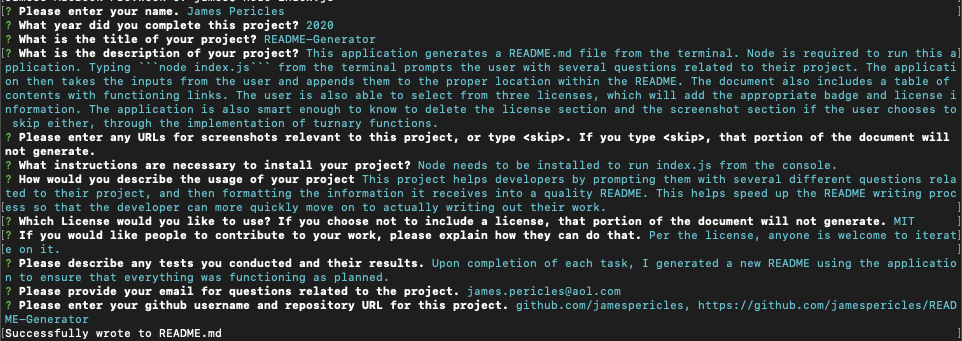 ? Please enter your name. James Pericles
? What year did you complete this project? 2020
? What is the title of your project? README-Generator
[? What is the description of your project? This application generates a README.md file from the terminal. Node is required to run this a]
[pplication. Typing ```node index.js``` from the terminal prompts the user with several questions related to their project. The applicati
on then takes the inputs from the user and appends them to the proper location within the README. The document also includes a table of
contents with functioning links. The user is also able to select from three licenses, which will add the appropriate badge and license i
nformation. The application is also smart enough to know to delete the license section and the screenshot section if the user chooses to
 skip either, through the implementation of turnary functions.
? Please enter any URLs for screenshots relevant to this project, or type <skip>. If you type <skip>, that portion of the document will
not generate.
? What instructions are necessary to install your project? Node needs to be installed to run index.js from the console.
? How would you describe the usage of your project This project helps developers by prompting them with several different questions rela
ted to their project, and then formatting the information it receives into a quality README. This helps speed up the README writing proc
[ess so that the developer can more quickly move on to actually writing out their work. ]
[? Which License would you like to use? If you choose not to include a license, that portion of the document will not generate. MIT ]
[? If you would like people to contribute to your work, please explain how they can do that. Per the license, anyone is welcome to iterat]
[e on it. ]
? Please describe any tests you conducted and their results. Upon completion of each task, I generated a new README using the applicatio
n to ensure that everything was functioning as planned.
? Please provide your email for questions related to the project. james.pericles@aol.com
? Please enter your github username and repository URL for this project. github.com/jamespericles, https://github.com/jamespericles/READ
ME-Generator
[Successfully wrote to README.md ]